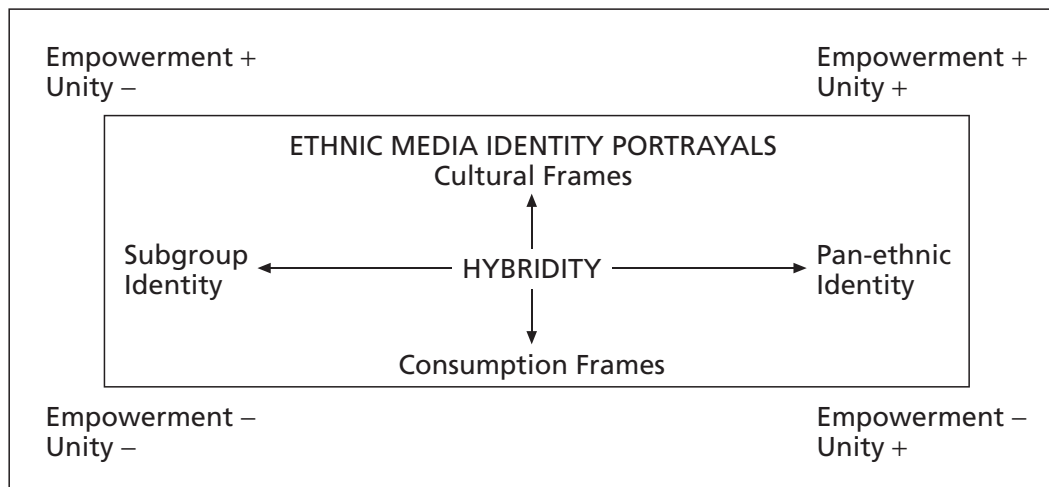 Empowerment +
Unity –
Empowerment +
Unity +
ETHNIC MEDIA IDENTITY PORTRAYALS
Cultural Frames
Subgroup
Identity
HYBRIDITY
Pan-ethnic
Identity
Consumption Frames
Empowerment –
Unity –
Empowerment –
Unity +